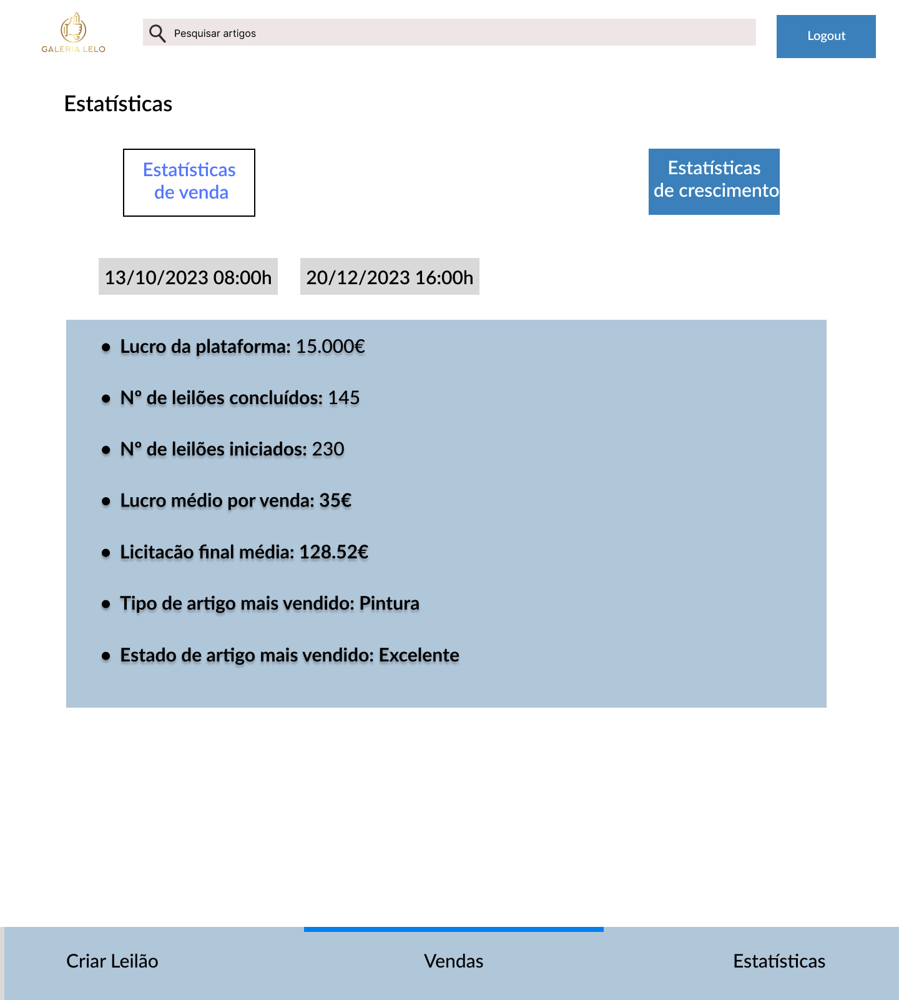 GALERIA LELO
Pesquisar artigos
Logout
Estatísticas
Estatísticas
de venda
Estatísticas
de crescimento
13/10/2023 08:00h
20/12/2023 16:00h
• Lucro da plataforma: 15.000€
• Nº de leilões concluídos: 145
• Nº de leilões iniciados: 230
• Lucro médio por venda: 35€
• Licitacão final média: 128.52€
• Tipo de artigo mais vendido: Pintura
• Estado de artigo mais vendido: Excelente
Criar Leilão
Vendas
Estatísticas